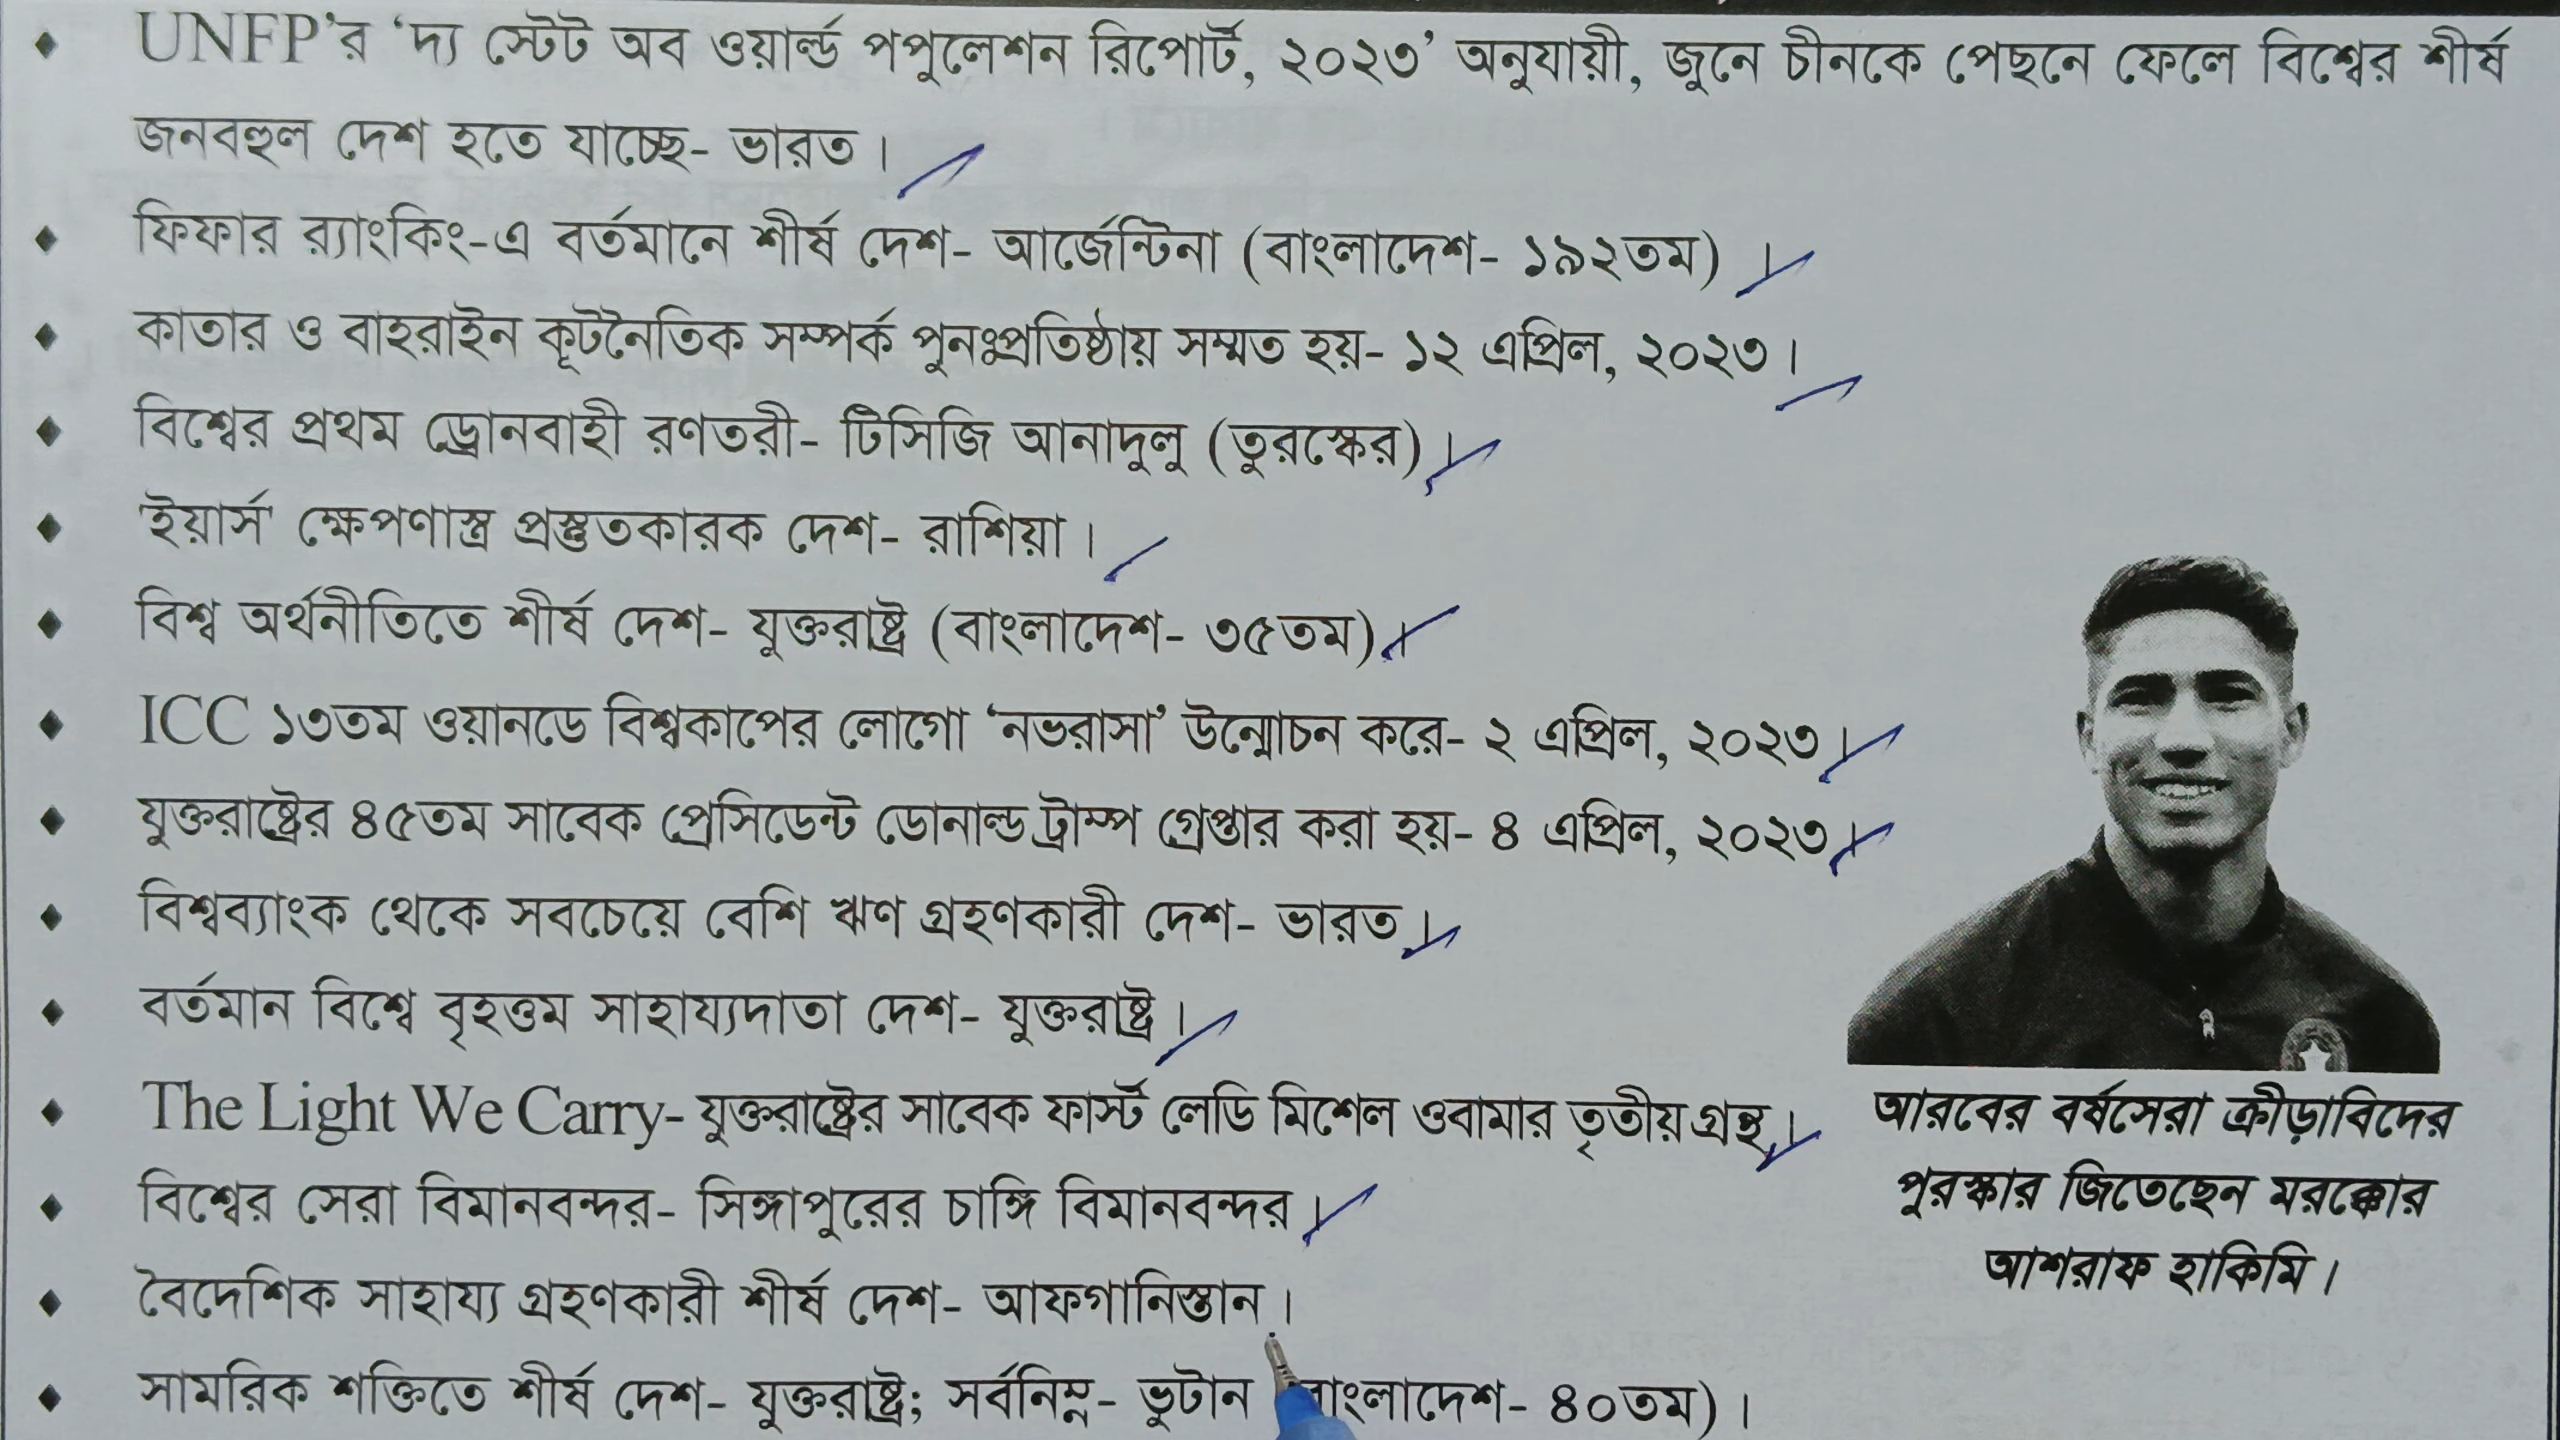 UNFP’র ‘দ্য স্টেট অব ওয়ার্ল্ড পপুলেশন রিপোর্ট, ২০২৩’ অনুযায়ী, জুনে চীনকে পেছনে ফেলে বিশ্বের শীর্ষ
জনবহুল দেশ হতে যাচ্ছে- ভারত।
ফিফার র‍্যাংকিং-এ বর্তমানে শীর্ষ দেশ- আর্জেন্টিনা (বাংলাদেশ- ১৯২তম) ।
কাতার ও বাহরাইন কূটনৈতিক সম্পর্ক পুনঃপ্রতিষ্ঠায় সম্মত হয়- ১২ এপ্রিল, ২০২৩।
বিশ্বের প্রথম ড্রোনবাহী রণতরী- টিসিজি আনাদুলু (তুরস্কের) ।
'ইয়ার্স' ক্ষেপণাস্ত্র প্রস্তুতকারক দেশ- রাশিয়া।
বিশ্ব অর্থনীতিতে শীর্ষ দেশ- যুক্তরাষ্ট্র (বাংলাদেশ- ৩৫তম) ।
ICC ১৩তম ওয়ানডে বিশ্বকাপের লোগো ‘নভরাসা’ উন্মোচন করে- ২ এপ্রিল, ২০২৩।
যুক্তরাষ্ট্রের ৪৫তম সাবেক প্রেসিডেন্ট ডোনাল্ড ট্রাম্প গ্রেপ্তার করা হয়- ৪ এপ্রিল, ২০২৩।
বিশ্বব্যাংক থেকে সবচেয়ে বেশি ঋণ গ্রহণকারী দেশ- ভারত।
বর্তমান বিশ্বে বৃহত্তম সাহায্যদাতা দেশ- যুক্তরাষ্ট্র।
The Light We Carry- যুক্তরাষ্ট্রের সাবেক ফার্স্ট লেডি মিশেল ওবামার তৃতীয় গ্রন্থ।
বিশ্বের সেরা বিমানবন্দর- সিঙ্গাপুরের চাঙ্গি বিমানবন্দর।
বৈদেশিক সাহায্য গ্রহণকারী শীর্ষ দেশ- আফগানিস্তান।
সামরিক শক্তিতে শীর্ষ দেশ- যুক্তরাষ্ট্র; সর্বনিম্ন- ভুটান (বাংলাদেশ- ৪০তম) ।
আরবের বর্ষসেরা ক্রীড়াবিদের
পুরস্কার জিতেছেন মরক্কোর
আশরাফ হাকিমি।